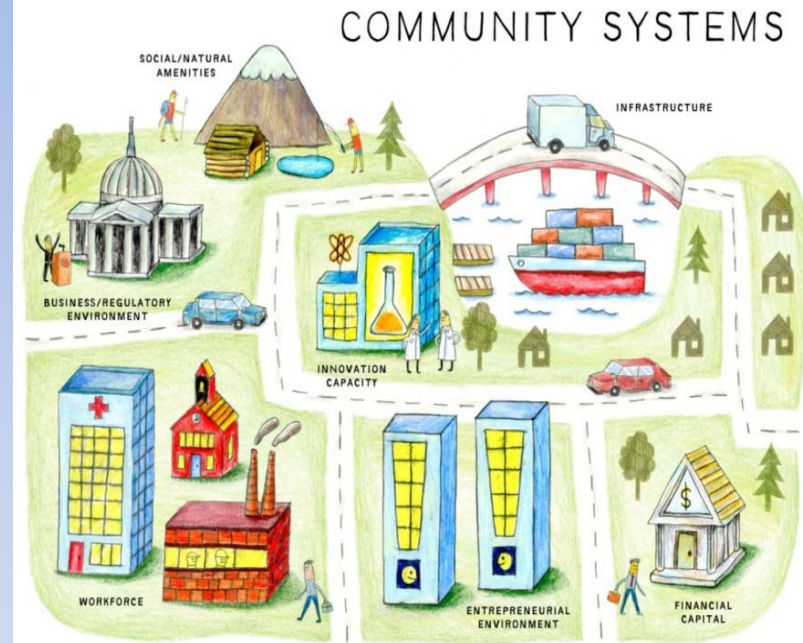 COMMUNITY SYSTEMS
SOCIAL/NATURAL
AMENITIES
INFRASTRUCTURE
BUSINESS/REGULATORY
ENVIRONMENT
INNOVATION
CAPACITY
$
WORKFORCE
ENTREPRENEURIAL
ENVIRONMENT
FINANCIAL
CAPITAL